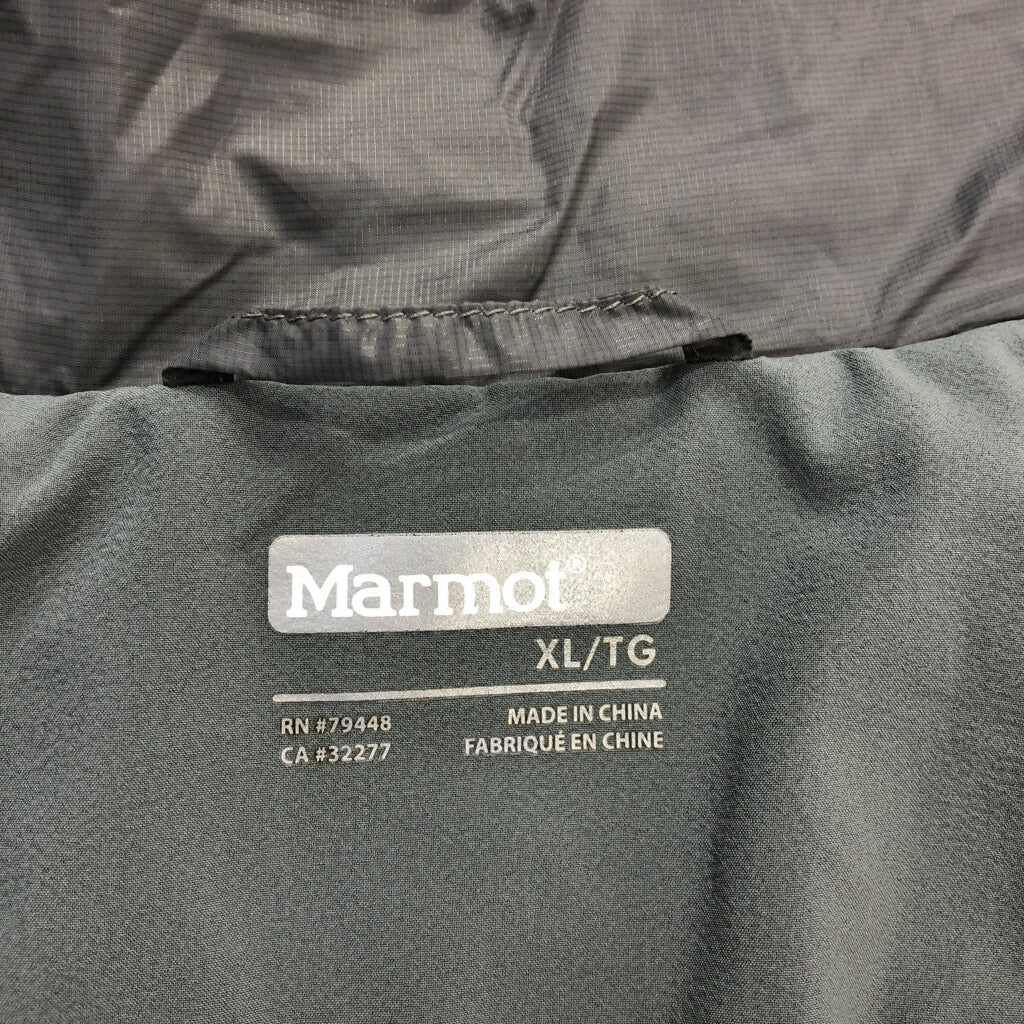 Marmot®
XL/TG
RN #79448
CA #32277
MADE IN CHINA
FABRIQUÉ EN CHINE